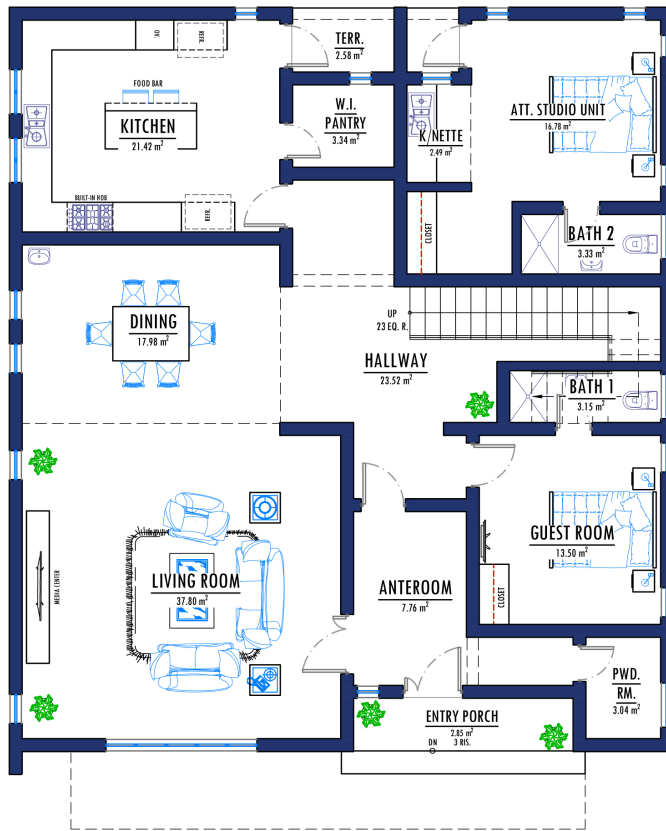 OV.
REFR.
TERR.
2.58 m²
FOOD BAR
KITCHEN
21.42 m²
W.I.
PANTRY
3.34 m²
K/NETTE
2.49 m²
ATT. STUDIO UNIT
16.78 m²
BUILT-IN HOB
REFR.
CLOSET
BATH 2
3.33 m²
DINING
17.98 m²
UP
23 EQ. R.
HALLWAY
23.52 m²
BATH 1
3.15 m²
MEDIA CENTER
LIVING ROOM
37.80 m²
ANTEROOM
7.76 m²
GUEST ROOM
13.50 m²
CLOSET
PWD.
RM.
3.04 m²
ENTRY PORCH
2.85 m²
DN 3 RIS.